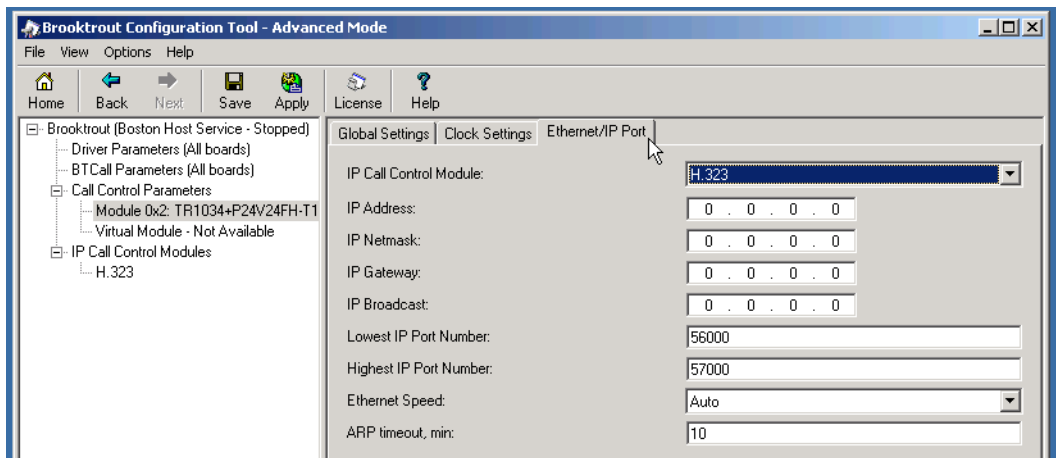 Brooktrout Configuration Tool - Advanced Mode
File View Options Help
Home Back Next Save Apply License Help
Brooktrout (Boston Host Service - Stopped)
Driver Parameters (All boards)
BTCall Parameters (All boards)
Call Control Parameters
Module 0x2: TR1034+P24V24FH-T1
Virtual Module - Not Available
IP Call Control Modules
H.323
Global Settings Clock Settings Ethernet/IP Port
IP Call Control Module: H.323
IP Address: 0 . 0 . 0 . 0
IP Netmask: 0 . 0 . 0 . 0
IP Gateway: 0 . 0 . 0 . 0
IP Broadcast: 0 . 0 . 0 . 0
Lowest IP Port Number: 56000
Highest IP Port Number: 57000
Ethernet Speed: Auto
ARP timeout, min: 10